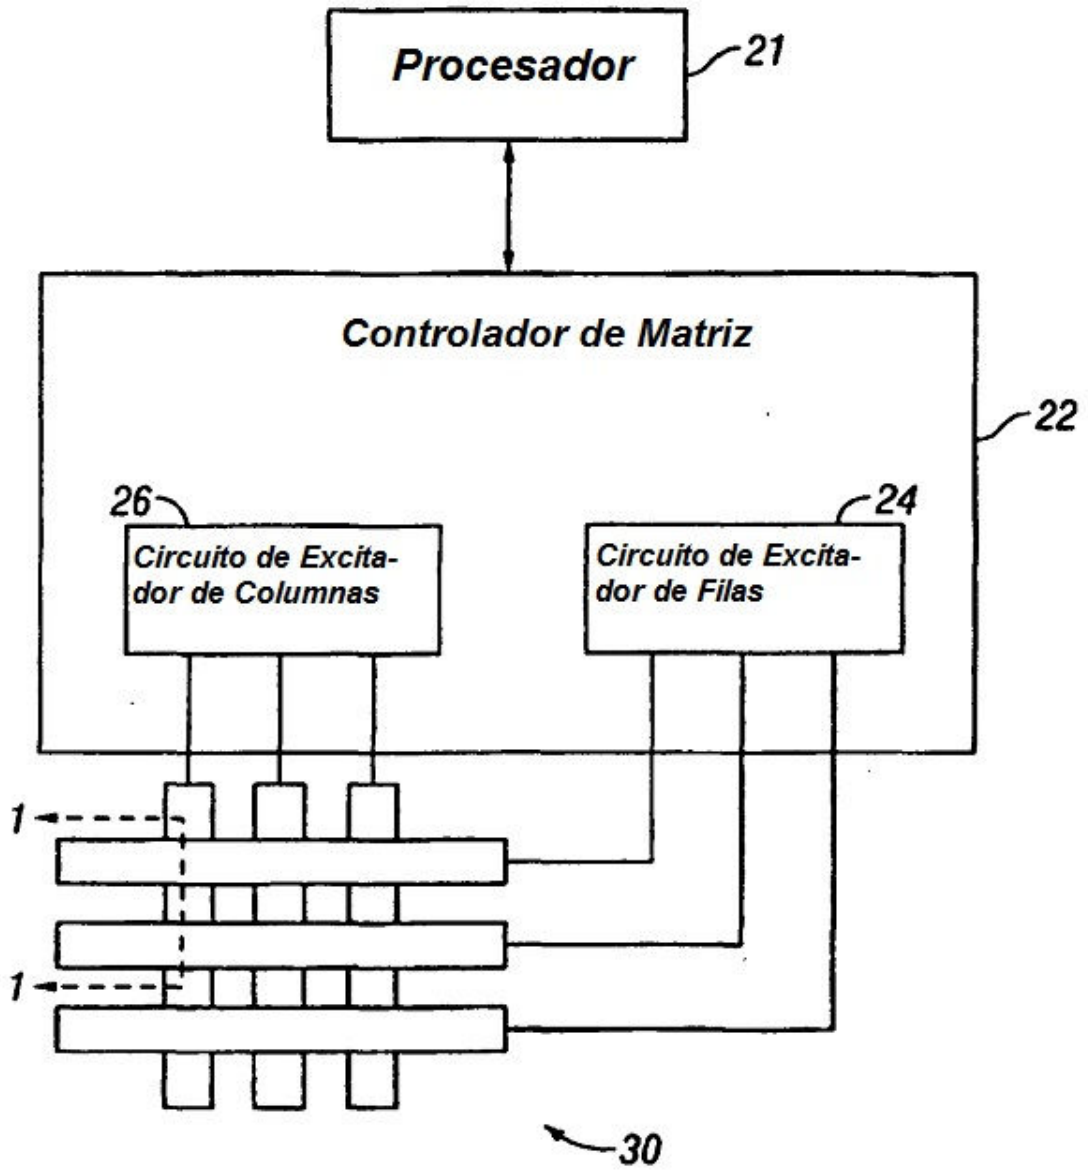 Procesador
21
Controlador de Matriz
22
26
24
Circuito de Excita-
dor de Columnas
Circuito de Excita-
dor de Filas
1
1
30